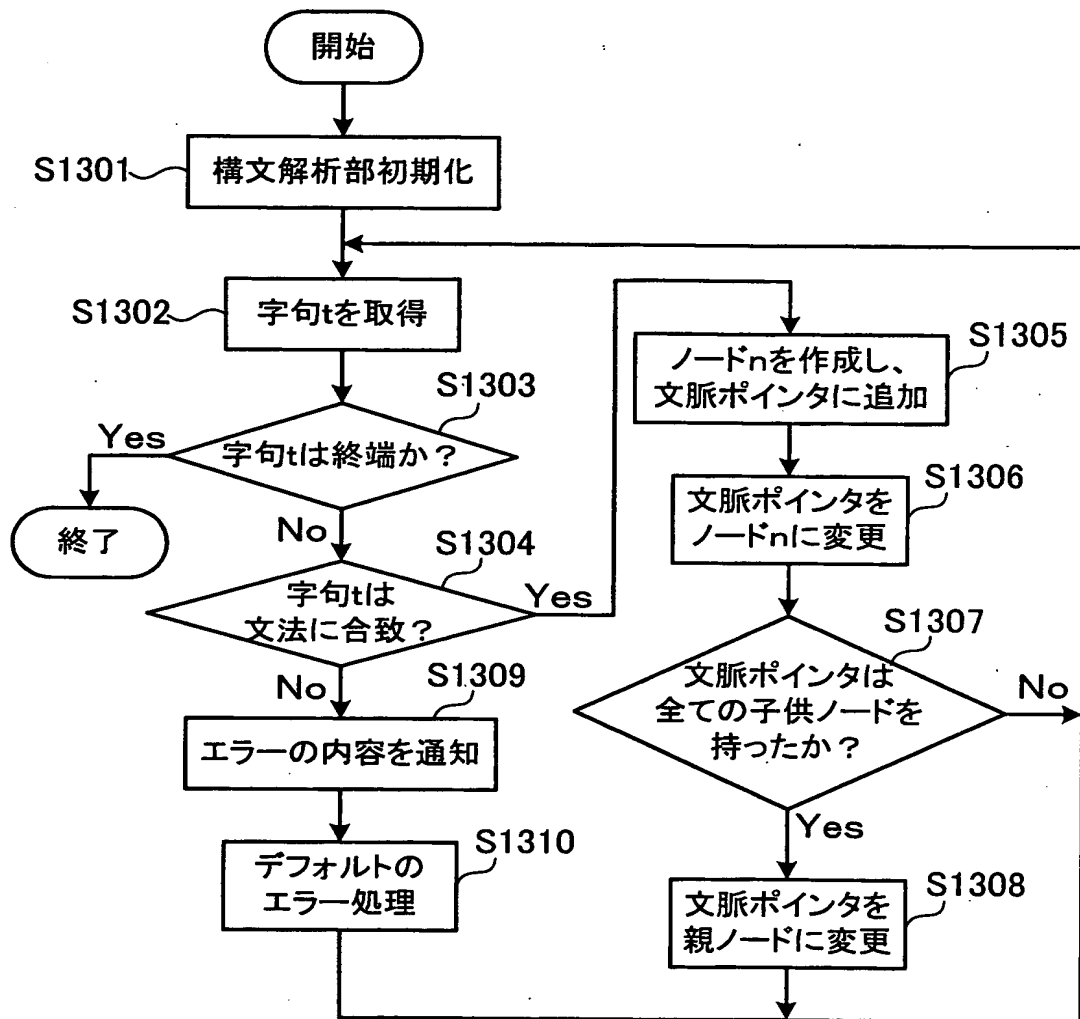 開始
S1301
構文解析部初期化
S1302
字句tを取得
S1303
字句tは終端か？
Yes
終了
No
S1304
字句tは
文法に合致？
Yes
No
S1309
エラーの内容を通知
S1310
デフォルトの
エラー処理
S1305
ノードnを作成し、
文脈ポインタに追加
S1306
文脈ポインタを
ノードnに変更
S1307
文脈ポインタは
全ての子供ノードを
持ったか？
No
Yes
S1308
文脈ポインタを
親ノードに変更